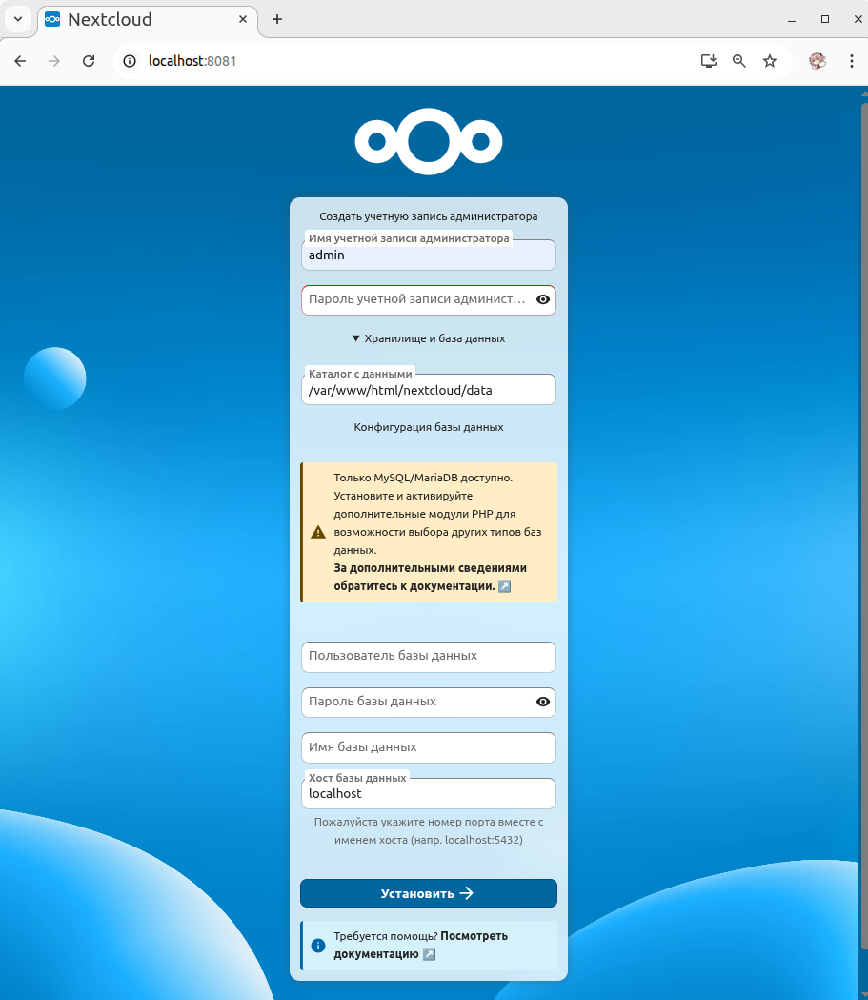 Nextcloud
localhost:8081
Создать учетную запись администратора
Имя учетной записи администратора
admin
Пароль учетной записи админист…
▼ Хранилище и база данных
Каталог с данными
/var/www/html/nextcloud/data
Конфигурация базы данных
Только MySQL/MariaDB доступно.
Установите и активируйте
дополнительные модули PHP для
возможности выбора других типов баз
данных.
За дополнительными сведениями
обратитесь к документации. ↗
Пользователь базы данных
Пароль базы данных
Имя базы данных
Хост базы данных
localhost
Пожалуйста укажите номер порта вместе с
именем хоста (напр. localhost:5432)
Установить →
Требуется помощь? Посмотреть
документацию ↗